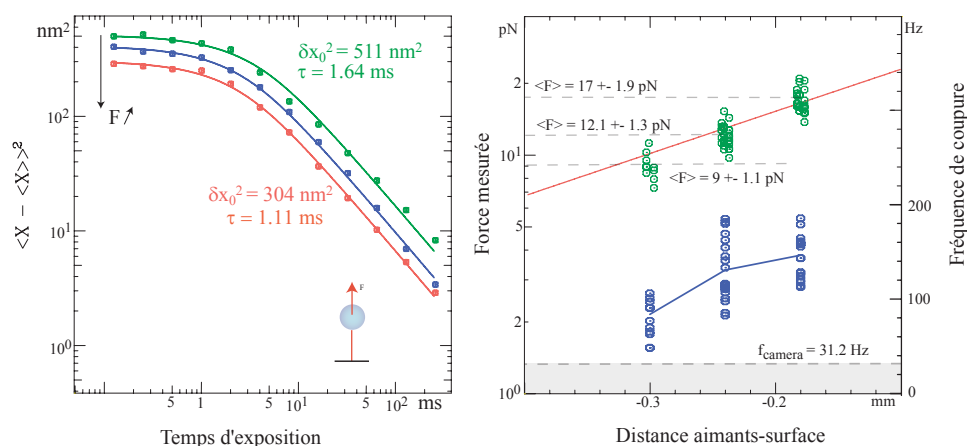 nm²
10²
10¹
10⁰
<X - <X>>²
F
δx₀² = 511 nm²
τ = 1.64 ms
δx₀² = 304 nm²
τ = 1.11 ms
F
5 1 5 10¹ 5 10² ms
Temps d'exposition
pN
Hz
2
10¹
5
2
10⁰
Force mesurée
<F> = 17 +- 1.9 pN
<F> = 12.1 +- 1.3 pN
<F> = 9 +- 1.1 pN
f_camera = 31.2 Hz
200
100
0
Fréquence de coupure
-0.3 -0.2 mm
Distance aimants-surface